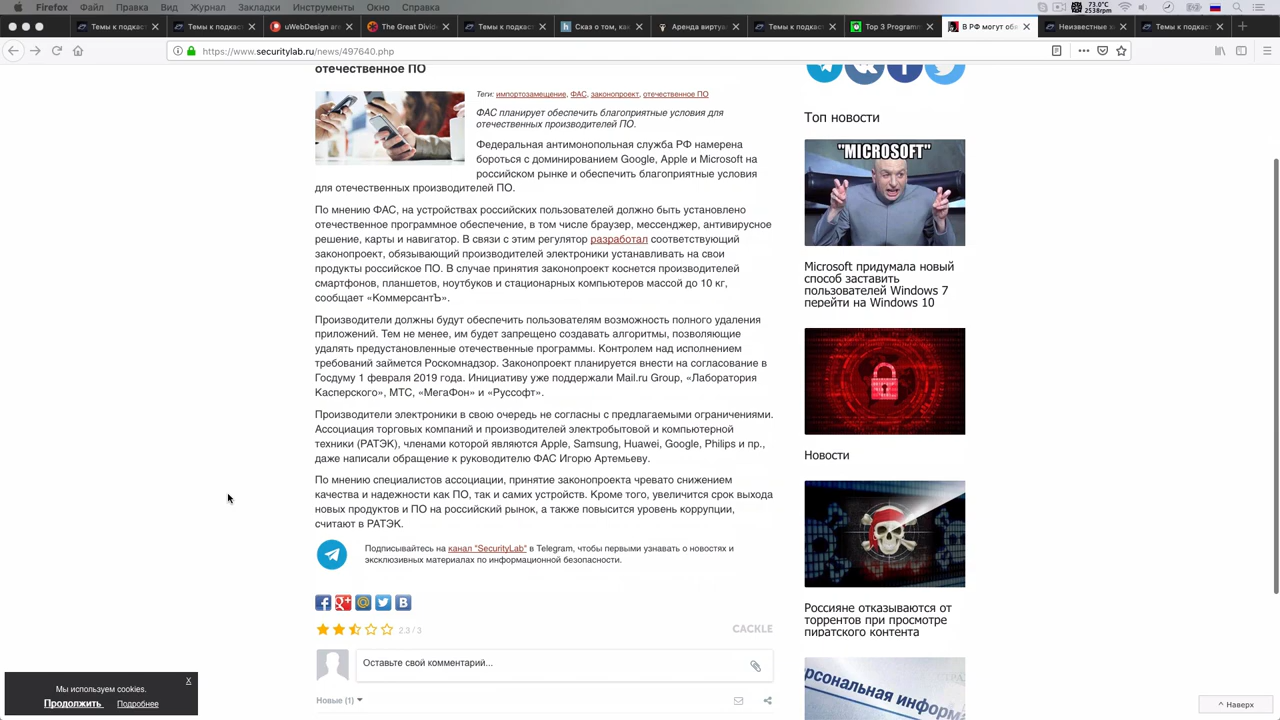 Firefox Файл Правка Вид Журнал Закладки Инструменты Окно Справка
73.0°C
2538rpm
Темы к подкаст
Темы к подкаст
uWebDesign an
The Great Divid
Темы к подкаст
Сказ о том, как
Аренда виртуа
Темы к подкаст
Top 3 Program
В РФ могут обя
Неизвестные х
Темы к подкаст
https://www.securitylab.ru/news/497640.php
отечественное ПО
Теги: импортозамещение, ФАС, законопроект, отечественное ПО
ФАС планирует обеспечить благоприятные условия для
отечественных производителей ПО.
Федеральная антимонопольная служба РФ намерена
бороться с доминированием Google, Apple и Microsoft на
российском рынке и обеспечить благоприятные условия
для отечественных производителей ПО.
По мнению ФАС, на устройствах российских пользователей должно быть установлено
отечественное программное обеспечение, в том числе браузер, мессенджер, антивирусное
решение, карты и навигатор. В связи с этим регулятор разработал соответствующий
законопроект, обязывающий производителей электроники устанавливать на свои
продукты российское ПО. В случае принятия законопроект коснется производителей
смартфонов, планшетов, ноутбуков и стационарных компьютеров массой до 10 кг,
сообщает «КоммерсантЪ».
Производители должны будут обеспечить пользователям возможность полного удаления
приложений. Тем не менее, им будет запрещено создавать алгоритмы, позволяющие
удалять предустановленные отечественные программы. Контролем над исполнением
требований займется Роскомнадзор. Законопроект планируется внести на согласование в
Госдуму 1 февраля 2019 года. Инициативу уже поддержали Mail.ru Group, «Лаборатория
Касперского», МТС, «МегаФон» и «Руссофт».
Производители электроники в свою очередь не согласны с предлагаемыми ограничениями.
Ассоциация торговых компаний и производителей электробытовой и компьютерной
техники (РАТЭК), членами которой являются Apple, Samsung, Huawei, Google, Philips и пр.,
даже написали обращение к руководителю ФАС Игорю Артемьеву.
По мнению специалистов ассоциации, принятие законопроекта чревато снижением
качества и надежности как ПО, так и самих устройств. Кроме того, увеличится срок выхода
новых продуктов и ПО на российский рынок, а также повысится уровень коррупции,
считают в РАТЭК.
Подписывайтесь на канал "SecurityLab" в Telegram, чтобы первыми узнавать о новостях и
эксклюзивных материалах по информационной безопасности.
2.3 / 3
CACKLE
Оставьте свой комментарий...
Новые (1)
Топ новости
"MICROSOFT"
Microsoft придумала новый
способ заставить
пользователей Windows 7
перейти на Windows 10
Новости
Россияне отказываются от
торрентов при просмотре
пиратского контента
рсональная информ
Мы используем cookies.
X
Продолжить Подробнее
^ Наверх